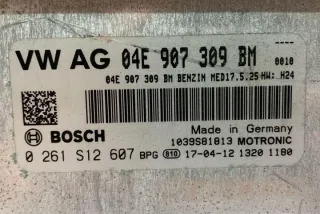 VW AG 04E 907 309 BM 0010
04E 907 309 BM BENZIN MED17.5.25 HW: H24
Made in Germany
BOSCH 1039S81813 MOTRONIC
0 261 S12 607 BPG 810 17-04-12 1320 1180